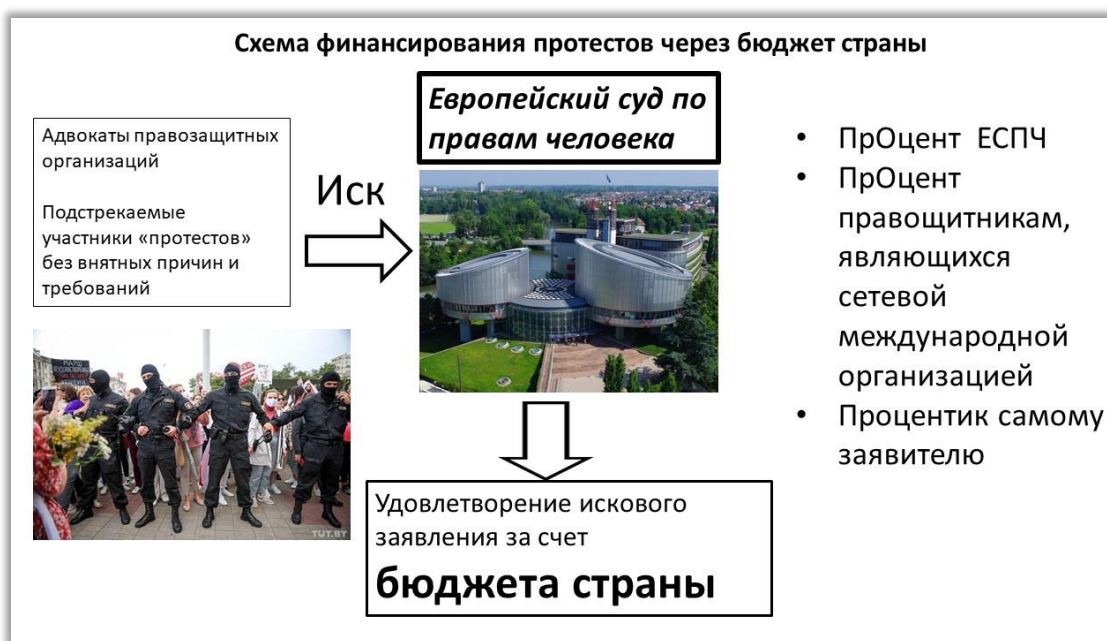 Схема финансирования протестов через бюджет страны
Адвокаты правозащитных
организаций
Подстрекаемые
участники «протестов»
без внятных причин и
требований
Иск
Европейский суд по
правам человека
• ПрОцент ЕСПЧ
• ПрОцент
правощитникам,
являющихся
сетевой
международной
организацией
• Процентик самому
заявителю
TUT.BY
Удовлетворение искового
заявления за счет
бюджета страны